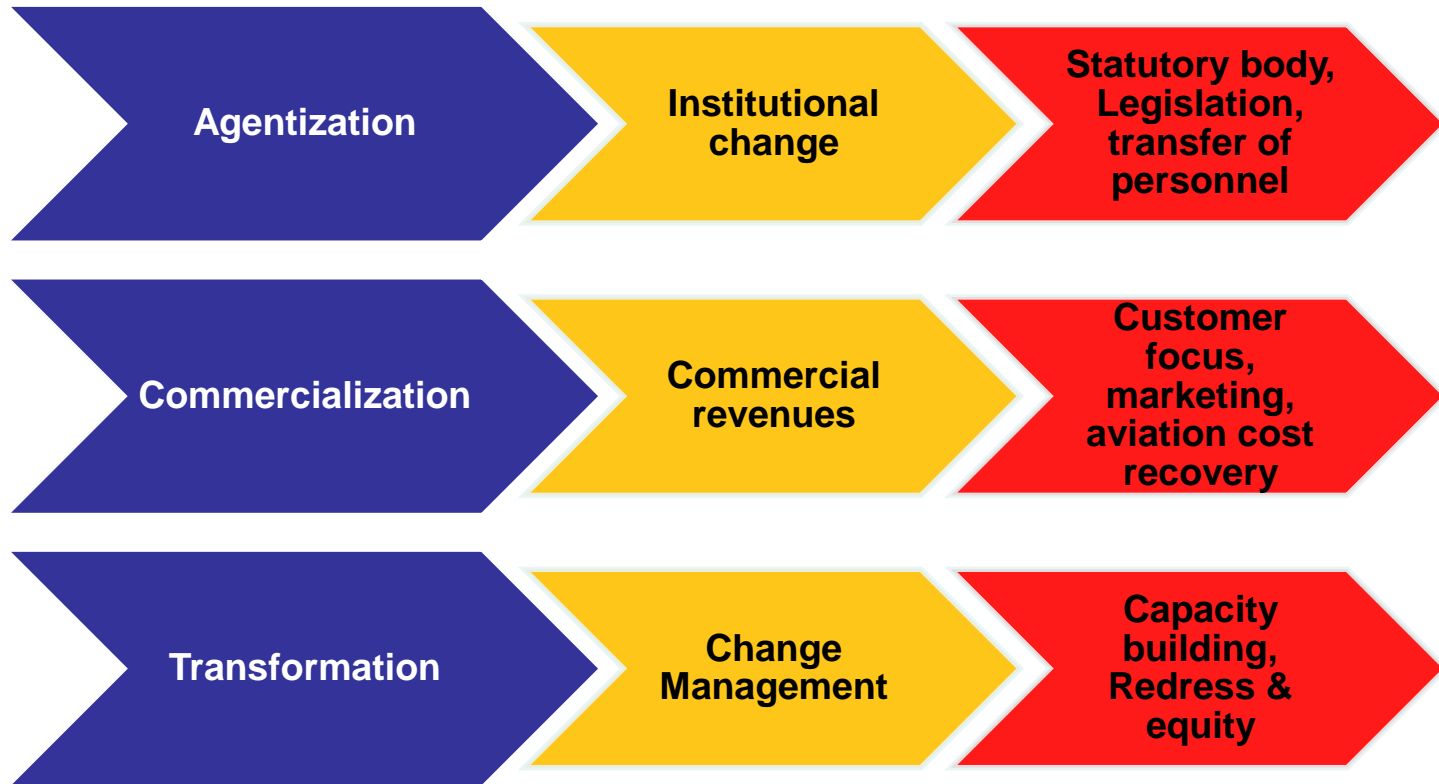 Agentization
Institutional
change
Statutory body,
Legislation,
transfer of
personnel
Commercialization
Commercial
revenues
Customer
focus,
marketing,
aviation cost
recovery
Transformation
Change
Management
Capacity
building,
Redress &
equity